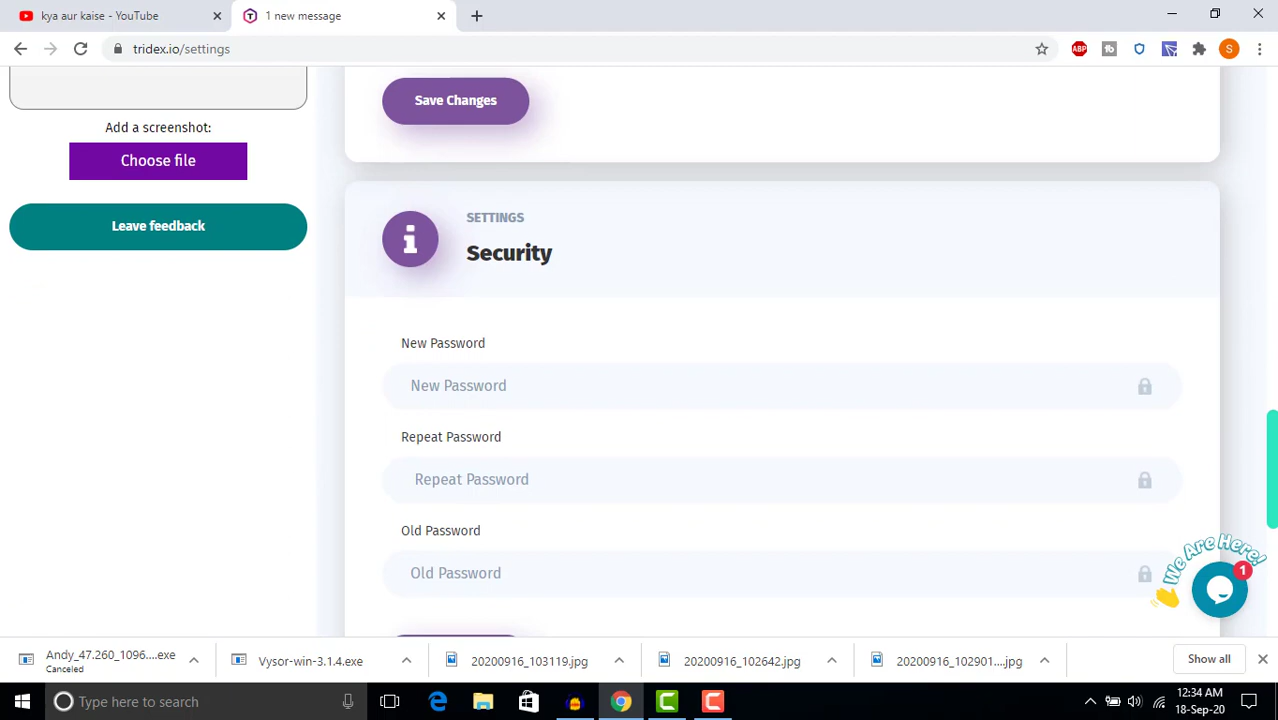 kya aur kaise - YouTube
1 new message
tridex.io/settings
ABP
S
Save Changes
Add a screenshot:
Choose file
Leave feedback
SETTINGS
Security
New Password
New Password
Repeat Password
Repeat Password
Old Password
Old Password
We Are Here!
1
Andy_47.260_1096....exe
Canceled
Vysor-win-3.1.4.exe
20200916_103119.jpg
20200916_102642.jpg
20200916_102901....jpg
Show all
Type here to search
12:34 AM
18-Sep-20